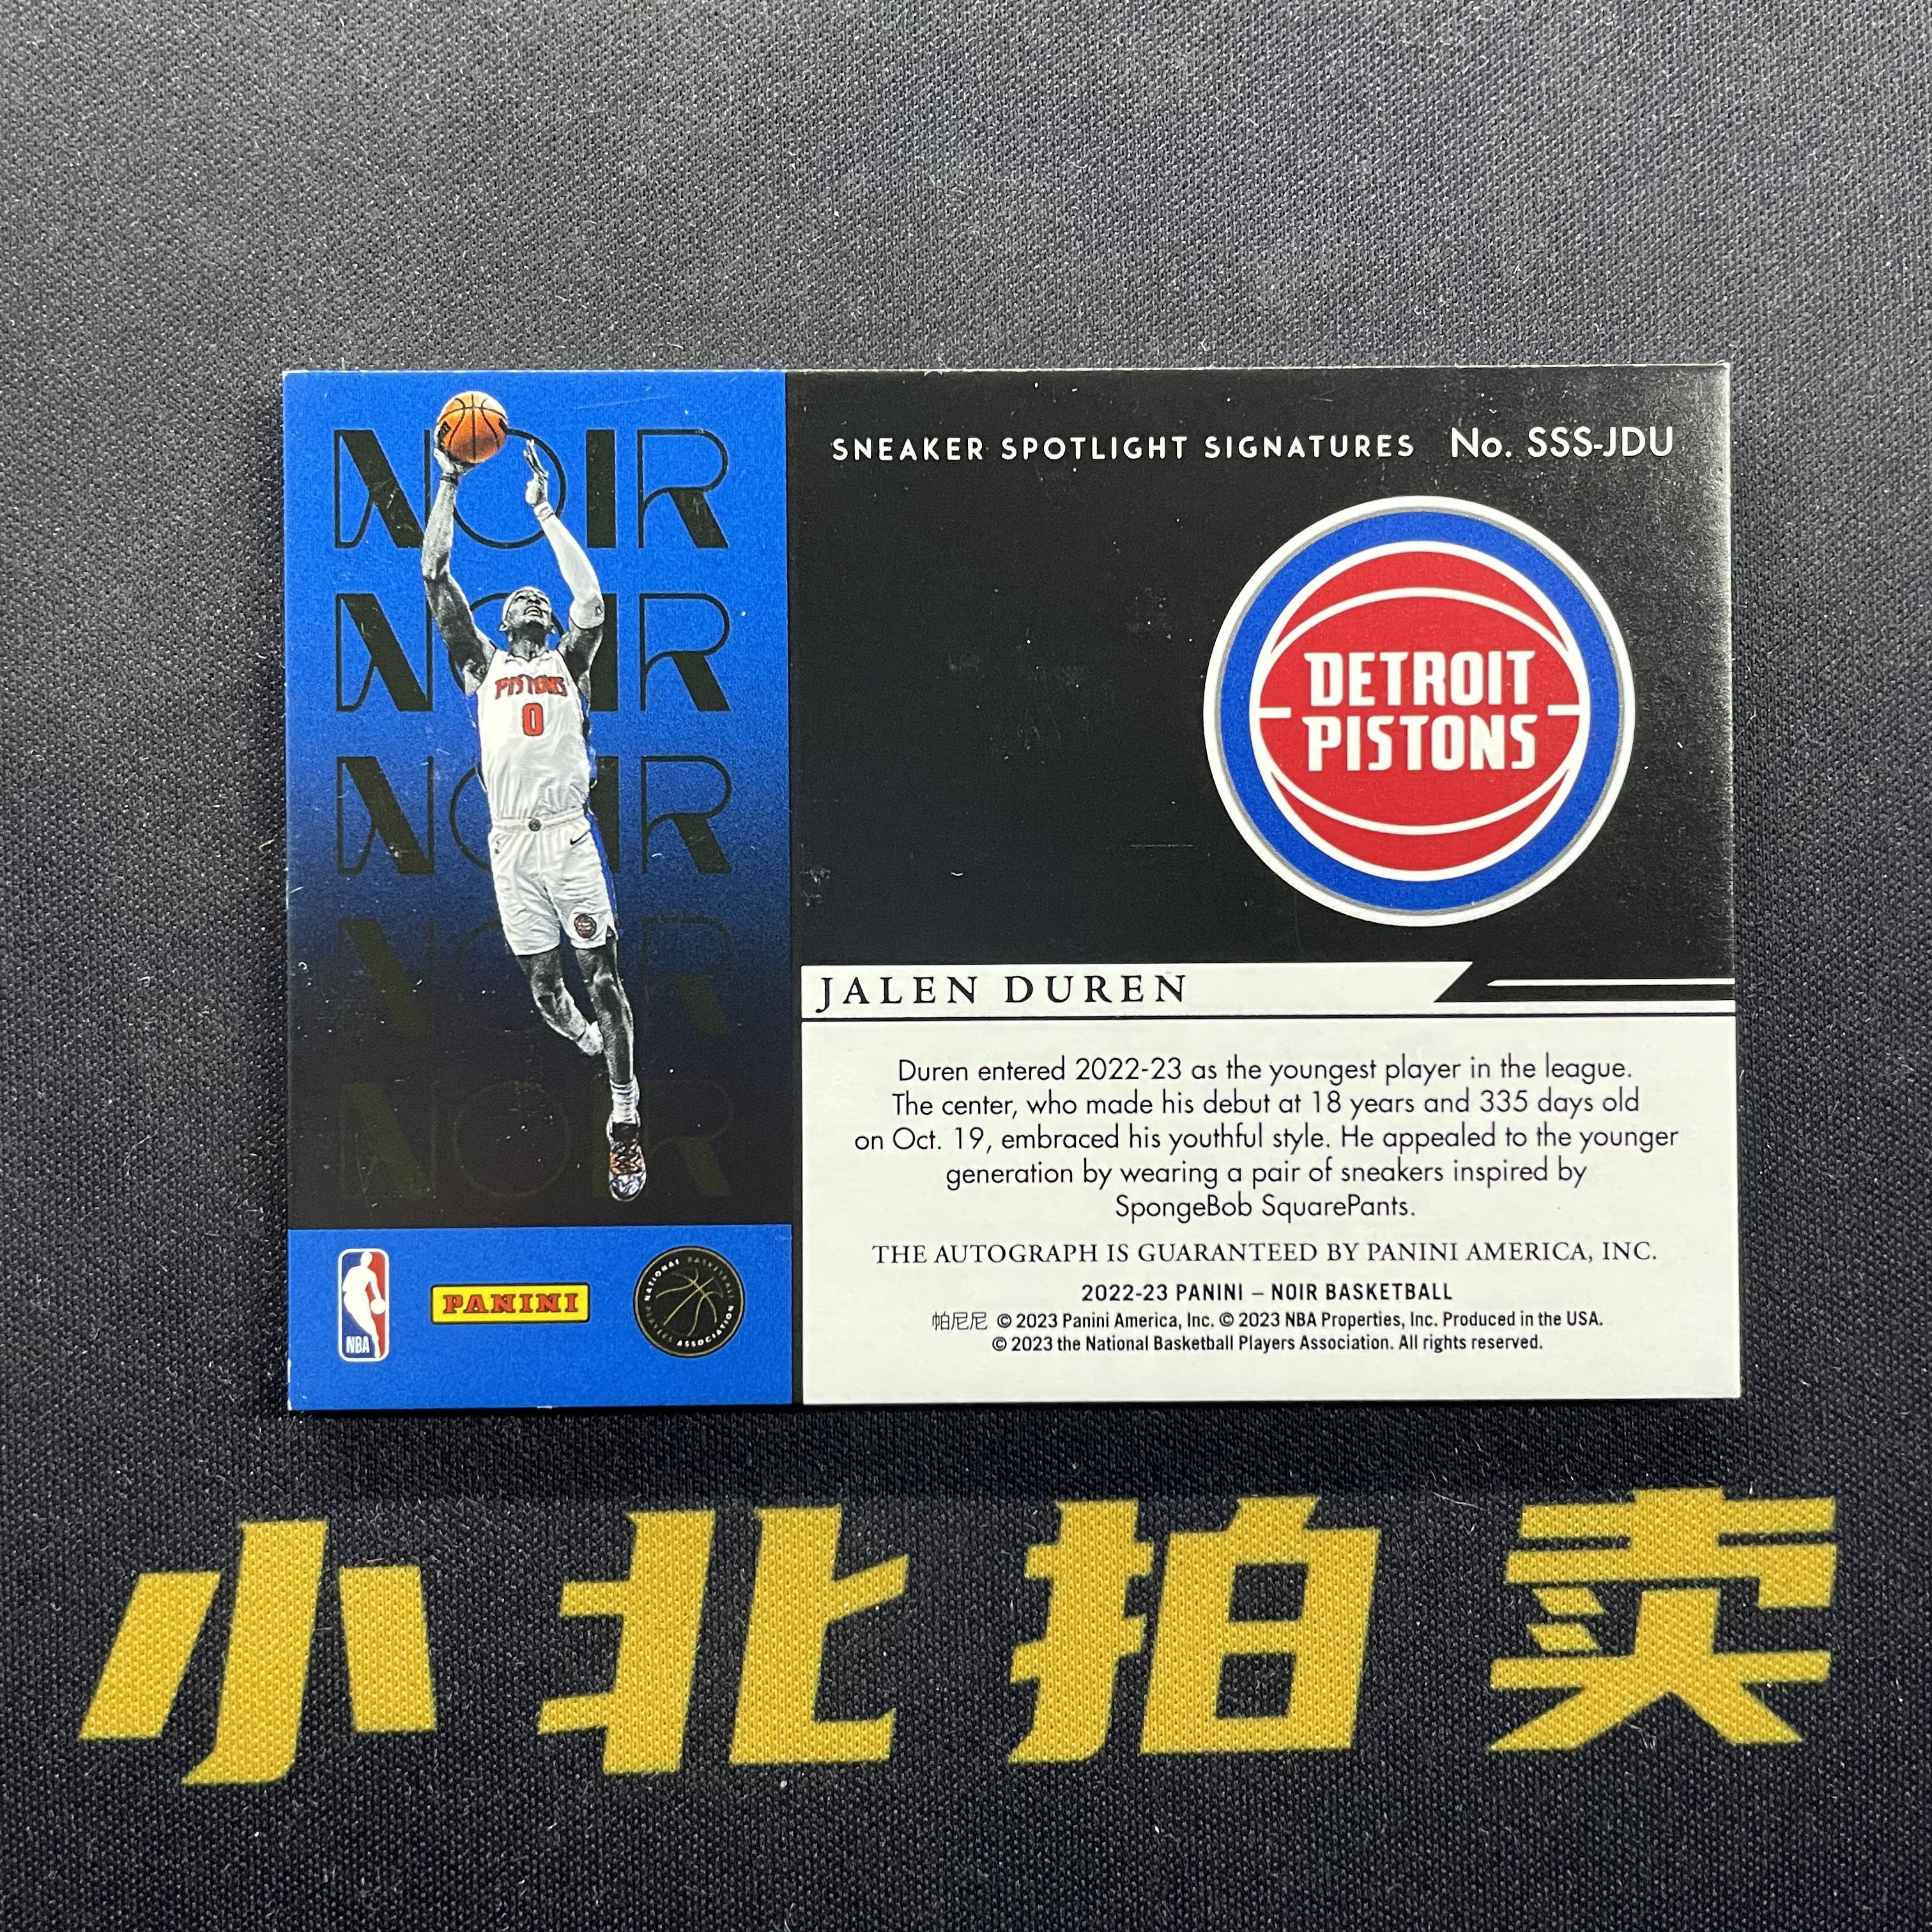 NOIR
NOIR
NOIR
NOIR
NOIR
PISTONS
0
NBA
PANINI
NATIONAL BASKETBALL
PLAYERS ASSOCIATION
SNEAKER SPOTLIGHT SIGNATURES No. SSS-JDU
DETROIT
PISTONS
JALEN DUREN
Duren entered 2022-23 as the youngest player in the league.
The center, who made his debut at 18 years and 335 days old
on Oct. 19, embraced his youthful style. He appealed to the younger
generation by wearing a pair of sneakers inspired by
SpongeBob SquarePants.
THE AUTOGRAPH IS GUARANTEED BY PANINI AMERICA, INC.
2022-23 PANINI – NOIR BASKETBALL
帕尼尼 © 2023 Panini America, Inc. © 2023 NBA Properties, Inc. Produced in the USA.
© 2023 the National Basketball Players Association. All rights reserved.
小北拍卖